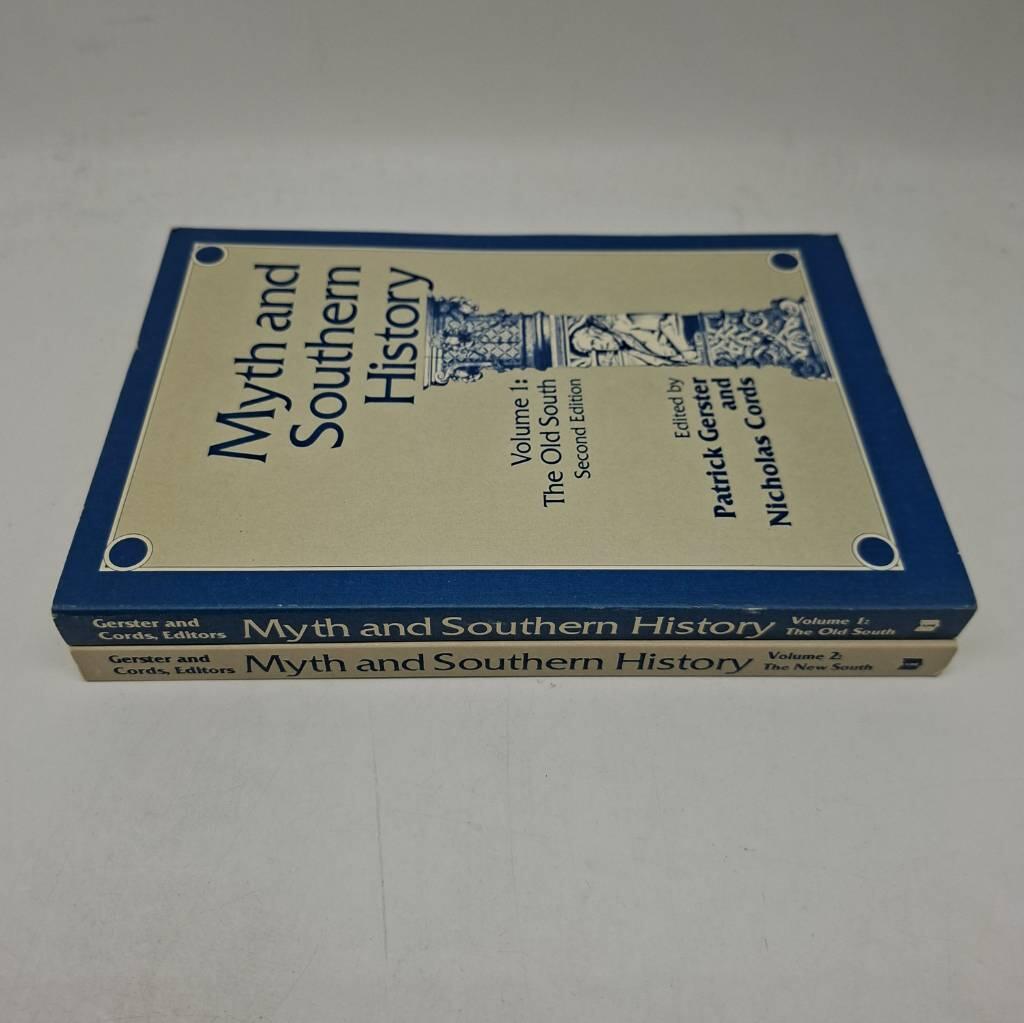 Myth and
Southern
History
Volume 1:
The Old South
Second Edition
Edited by
Patrick Gerster
and
Nicholas Cords
Gerster and
Cords, Editors
Myth and Southern History
Volume 1:
The Old South
Gerster and
Cords, Editors
Myth and Southern History
Volume 2:
The New South